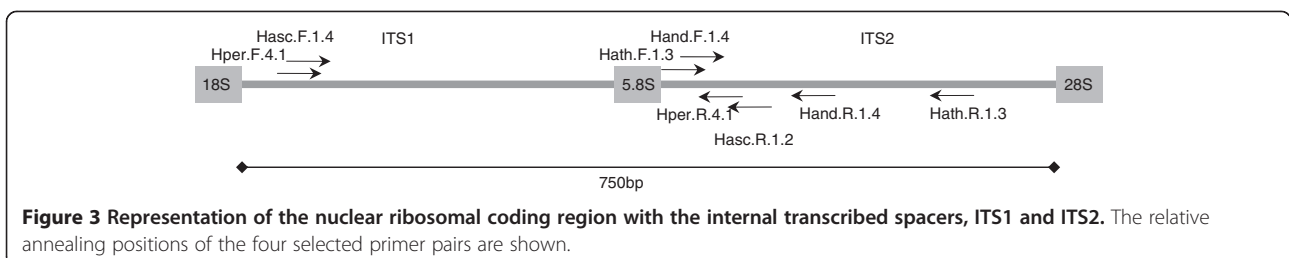 Hasc.F.1.4 ITS1 Hand.F.1.4 ITS2
Hper.F.4.1 Hath.F.1.3
18S 5.8S 28S
Hper.R.4.1 Hand.R.1.4 Hath.R.1.3
Hasc.R.1.2
750bp
Figure 3 Representation of the nuclear ribosomal coding region with the internal transcribed spacers, ITS1 and ITS2. The relative
annealing positions of the four selected primer pairs are shown.